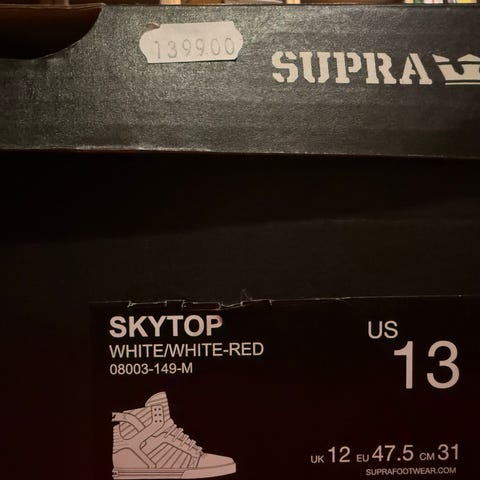 139900
SUPRA
SKYTOP
WHITE/WHITE-RED
08003-149-M
US
13
UK 12 EU 47.5 CM 31
SUPRAFOOTWEAR.COM